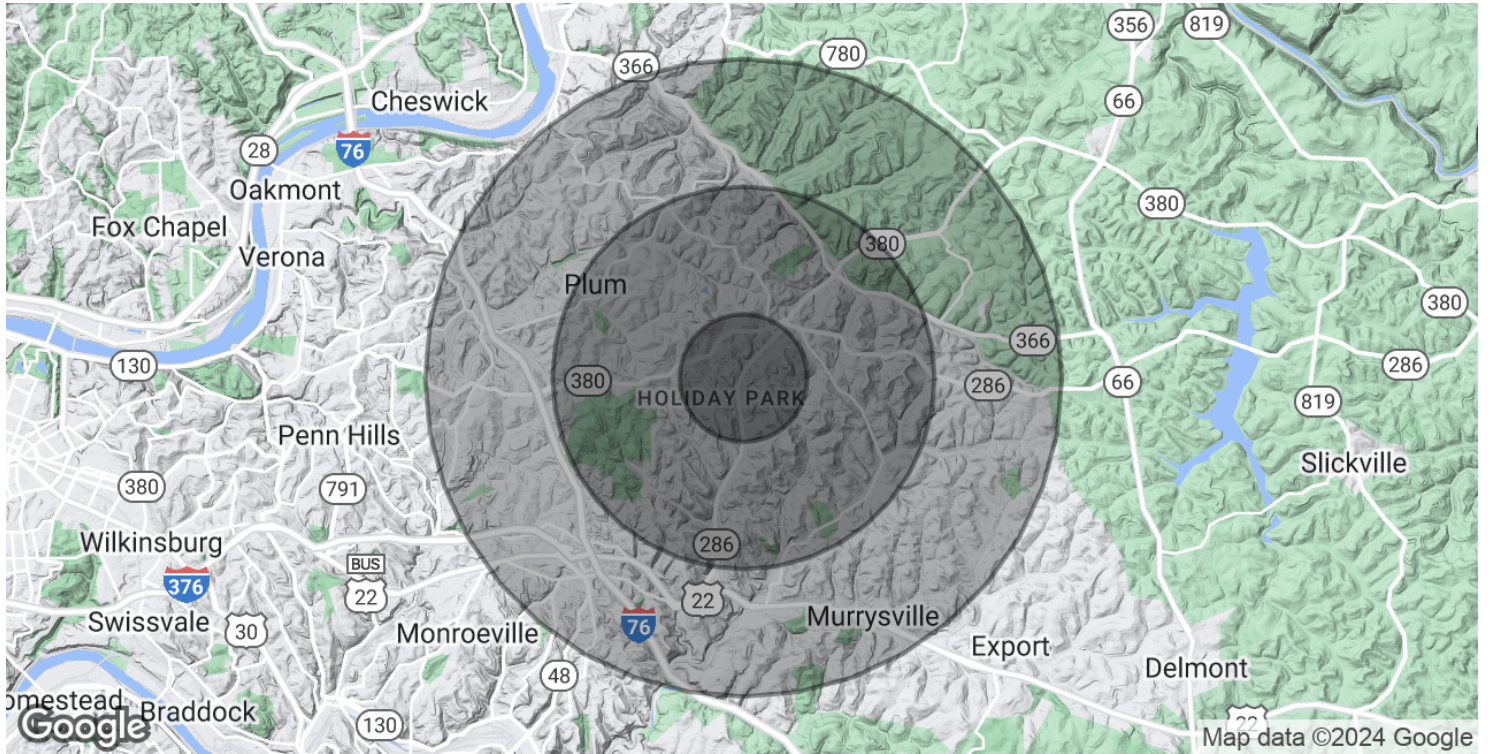 356
819
366
780
Cheswick
66
28
76
Oakmont
380
Fox Chapel
Verona
380
Plum
380
366
130
380
286
66
286
HOLIDAY PARK
819
Penn Hills
Slickville
380
791
Wilkinsburg
286
BUS
376
22
22
Swissvale
30
Monroeville
76
Murrysville
Export
48
Delmont
omestead
Braddock
130
22
Google
Map data ©2024 Google